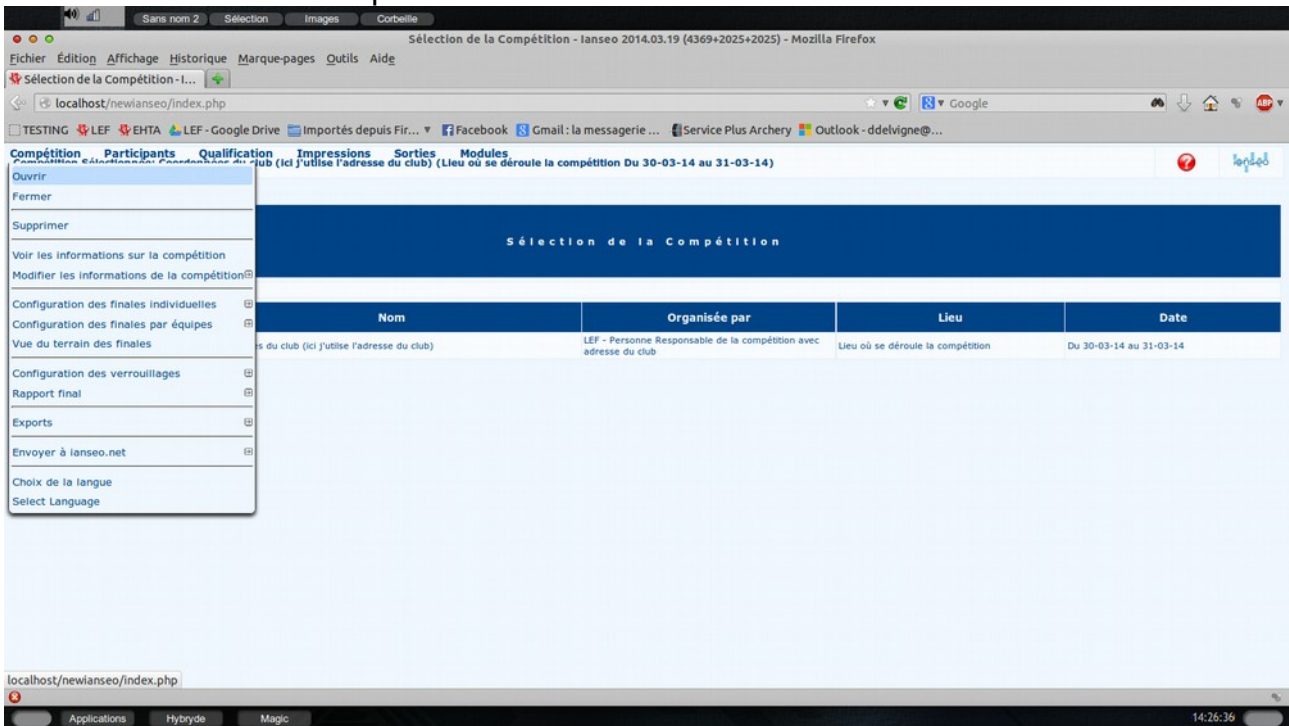 Sans nom 2 Sélection Images Corbeille
Sélection de la Compétition - Ianseo 2014.03.19 (4369+2025+2025) - Mozilla Firefox
Fichier Édition Affichage Historique Marque-pages Outils Aide
Sélection de la Compétition - I...
localhost/newianseo/index.php Google
TESTING LEF EHTA LEF - Google Drive Importés depuis Fir... Facebook Gmail : la messagerie ... Service Plus Archery Outlook - ddelvigne@...
Compétition Participants Qualification Impressions Sorties Modules
Compétition Sélectionnée: Coordonnées du club (ici j'utilse l'adresse du club) (Lieu où se déroule la compétition Du 30-03-14 au 31-03-14)
ianseo
Ouvrir
Fermer
Supprimer
Voir les informations sur la compétition
Modifier les informations de la compétition
Configuration des finales individuelles
Configuration des finales par équipes
Vue du terrain des finales
Configuration des verrouillages
Rapport final
Exports
Envoyer à ianseo.net
Choix de la langue
Select Language
Sélection de la Compétition
Nom Organisée par Lieu Date
es du club (ici j'utilse l'adresse du club) LEF - Personne Responsable de la compétition avec
adresse du club
Lieu où se déroule la compétition Du 30-03-14 au 31-03-14
localhost/newianseo/index.php
Applications Hybryde Magic 14:26:36